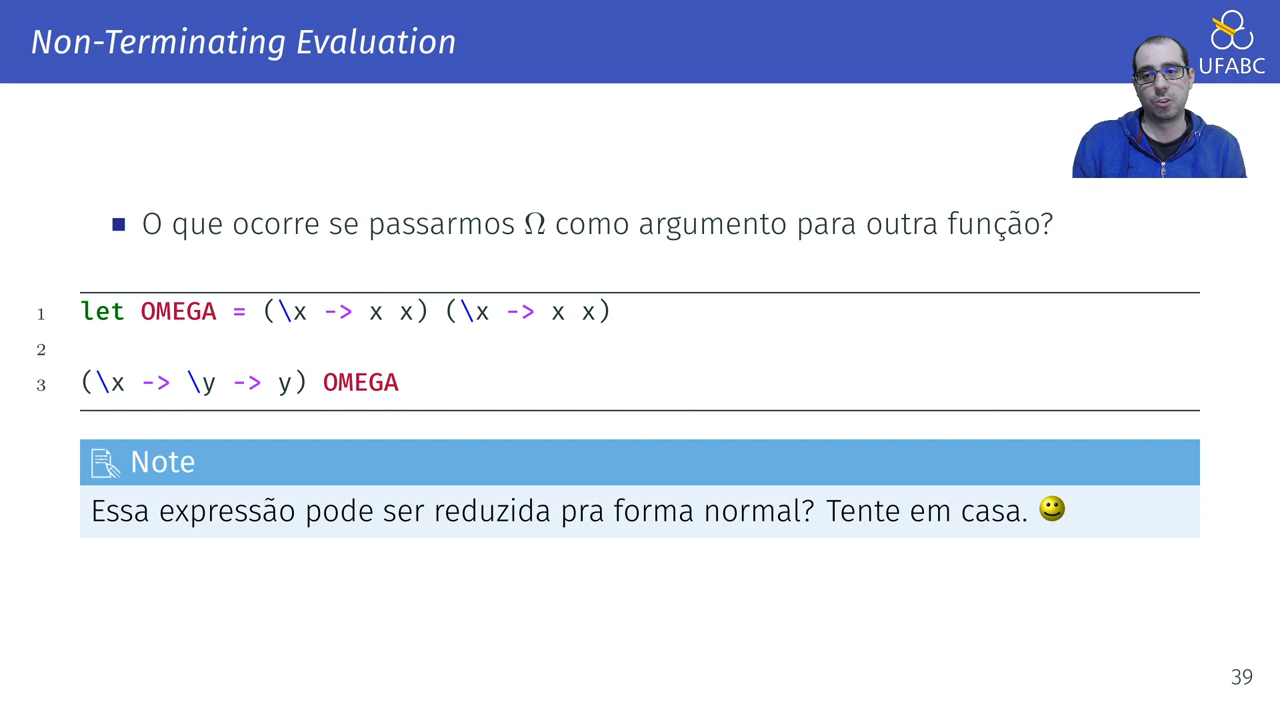 Non-Terminating Evaluation
UFABC
■ O que ocorre se passarmos Ω como argumento para outra função?
1 let OMEGA = (\x -> x x) (\x -> x x)
2
3 (\x -> \y -> y) OMEGA
Note
Essa expressão pode ser reduzida pra forma normal? Tente em casa. 🙂
39